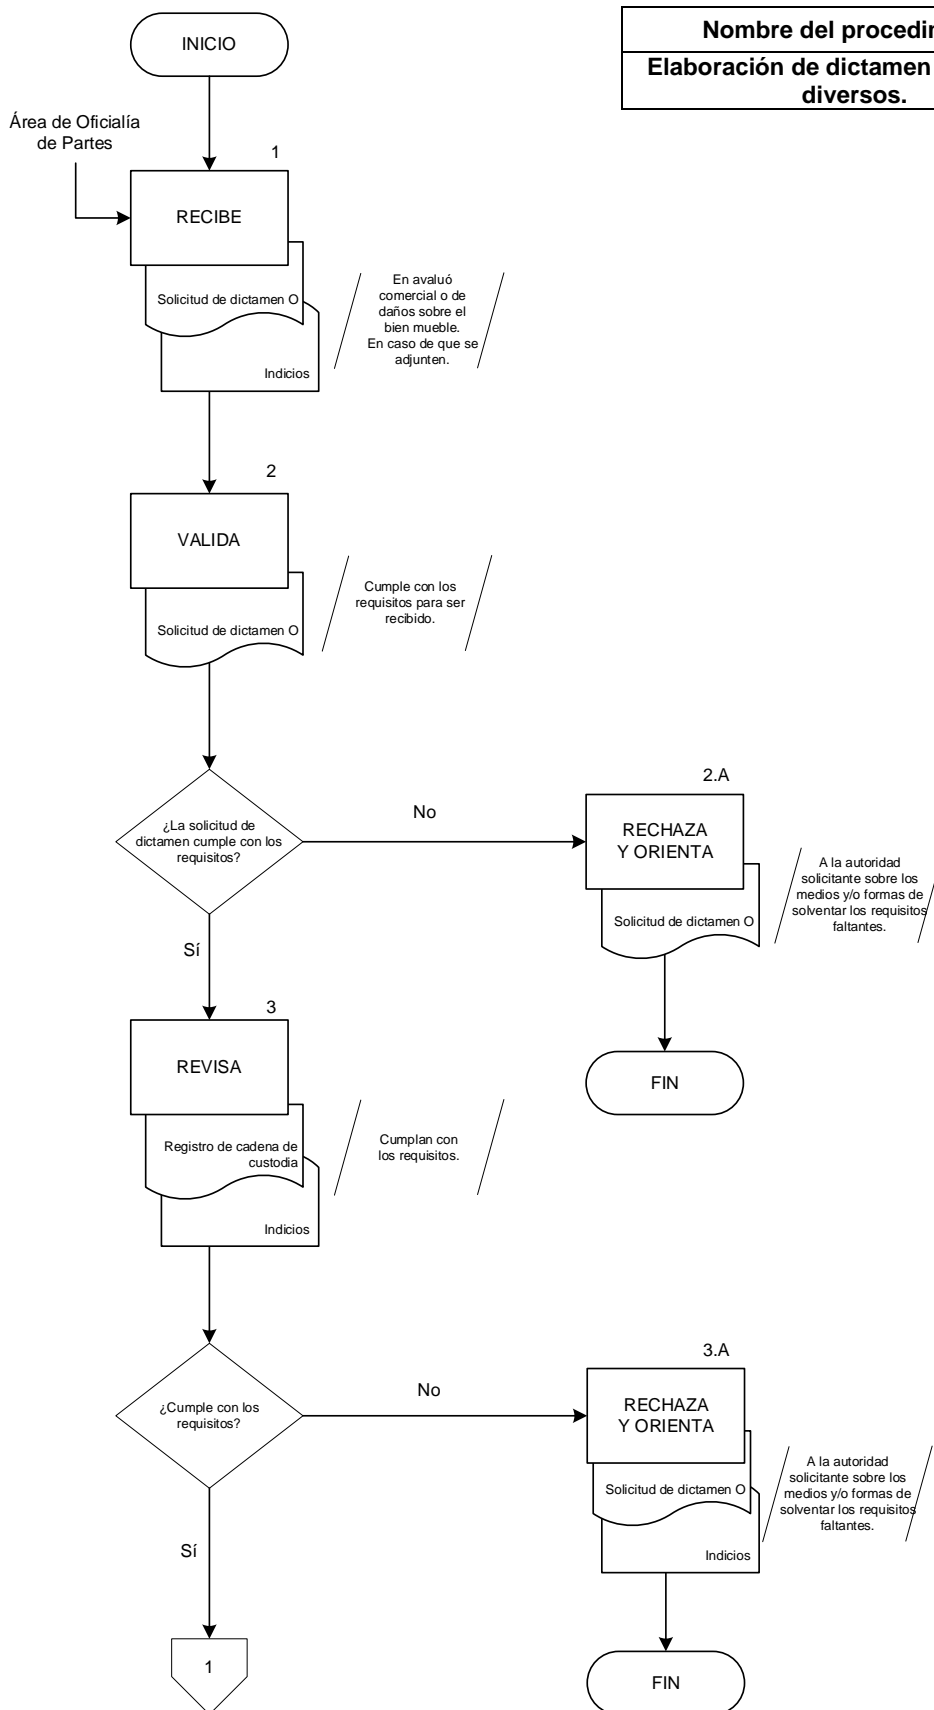 INICIO
Nombre del
Elaboración de dictamen
diversos.
Área de Oficialía
de Partes
1
RECIBE
Solicitud de dictamen O
Indicios
En avaluó
comercial o de
daños sobre el
bien mueble.
En caso de que se
adjunten.
2
VALIDA
Solicitud de dictamen O
Cumple con los
requisitos para ser
recibido.
¿La solicitud de
dictamen cumple con los
requisitos?
No
2.A
RECHAZA
Y ORIENTA
Solicitud de dictamen O
A la autoridad
solicitante sobre los
medios y/o formas de
solventar los requisitos
faltantes.
Sí
FIN
3
REVISA
Registro de cadena de
custodia
Indicios
Cumplan con
los requisitos.
¿Cumple con los
requisitos?
No
3.A
RECHAZA
Y ORIENTA
Solicitud de dictamen O
Indicios
A la autoridad
solicitante sobre los
medios y/o formas de
solventar los requisitos
faltantes.
Sí
1
FIN